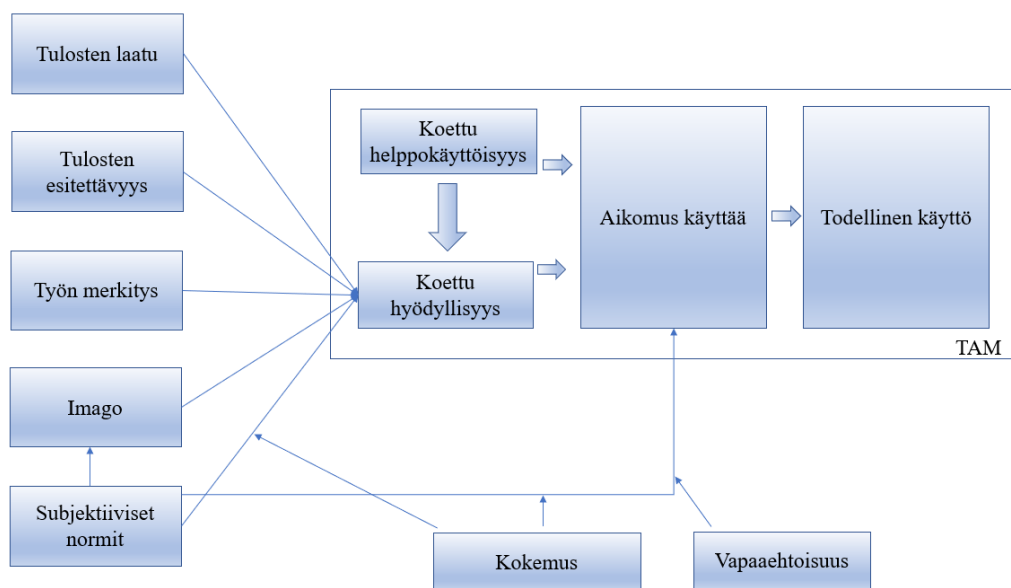 Tulosten laatu
Tulosten
esitettävyys
Työn merkitys
Imago
Subjektiiviset
normit
Koettu
helppokäyttöisyys
Koettu
hyödyllisyys
Aikomus käyttää
Todellinen käyttö
TAM
Kokemus
Vapaaehtoisuus